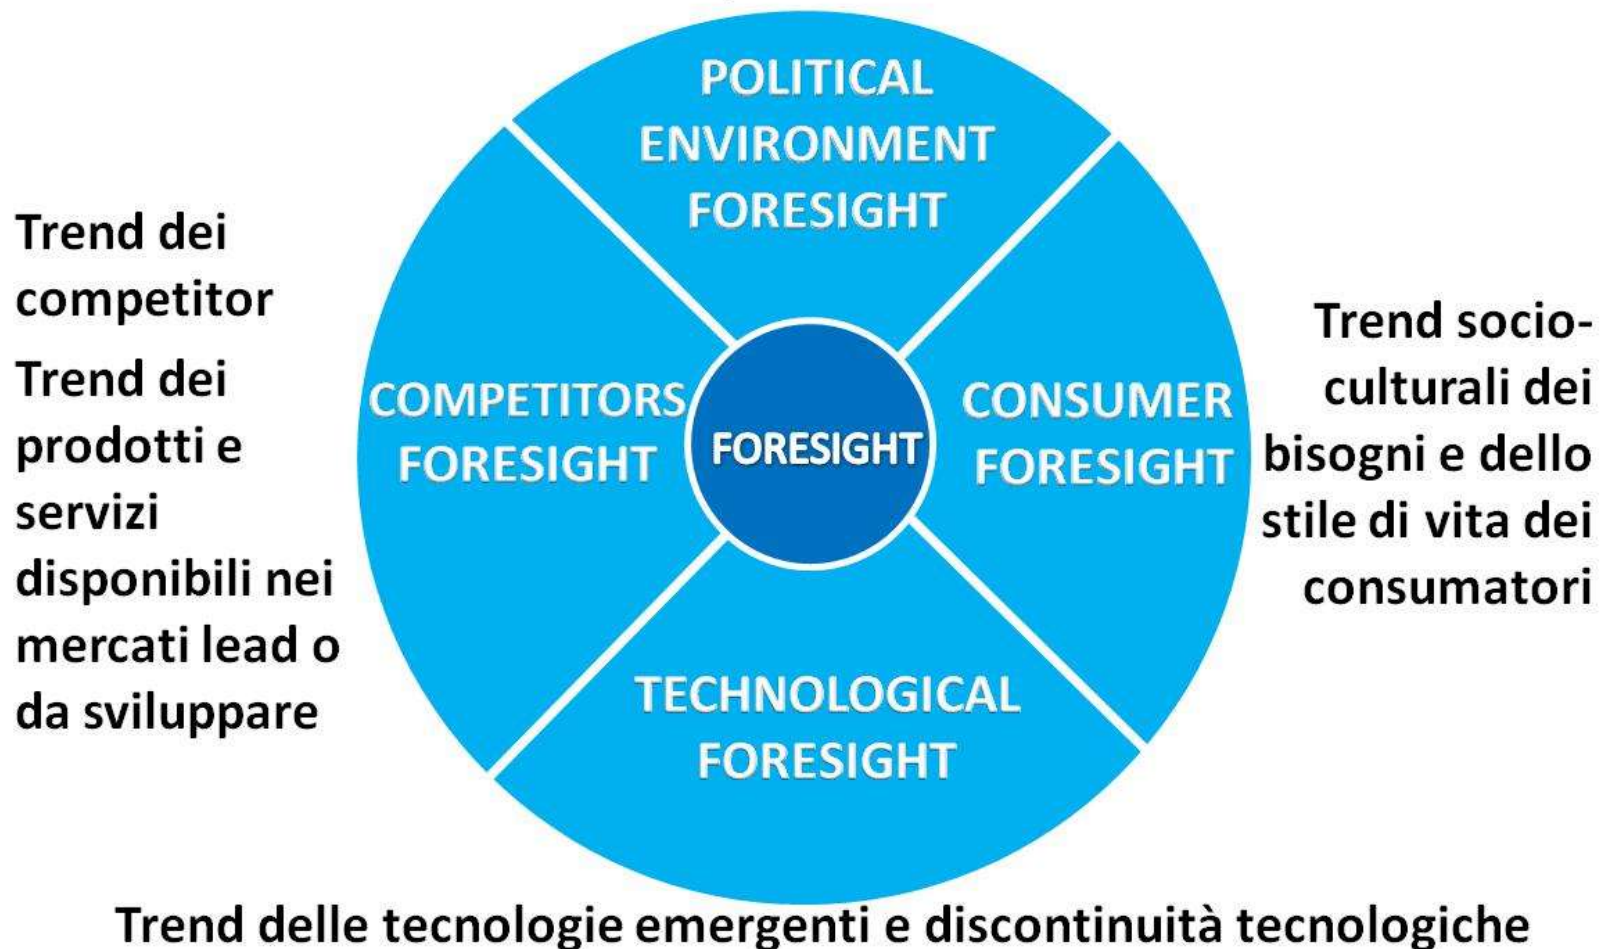 POLITICAL
ENVIRONMENT
FORESIGHT
Trend dei
competitor
Trend dei
prodotti e
servizi
disponibili nei
mercati lead o
da sviluppare
COMPETITORS
FORESIGHT
FORESIGHT
CONSUMER
FORESIGHT
Trend socio-
culturali dei
bisogni e dello
stile di vita dei
consumatori
TECHNOLOGICAL
FORESIGHT
Trend delle tecnologie emergenti e discontinuità tecnologiche